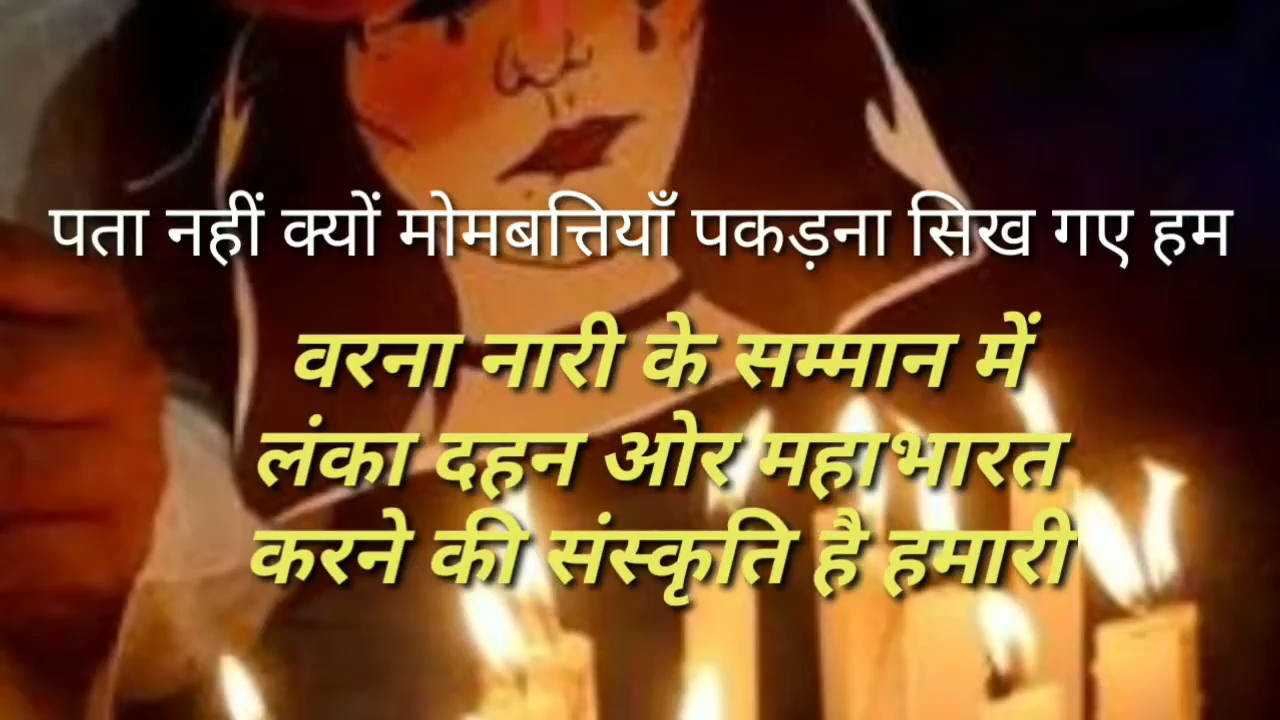 पता नहीं क्यों मोमबत्तियाँ पकड़ना सिख गए हम
वरना नारी के सम्मान में
लंका दहन ओर महाभारत
करने की संस्कृति है हमारी